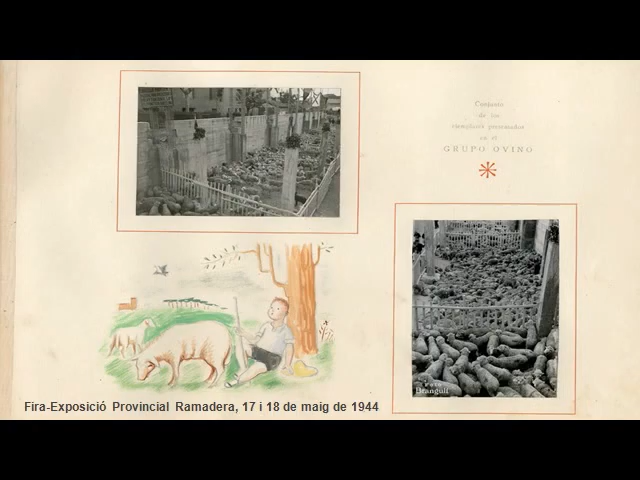 Conjunto
de los
ejemplares presentados
en el
GRUPO OVINO
Foto
Brangulí
Fira-Exposició Provincial Ramadera, 17 i 18 de maig de 1944